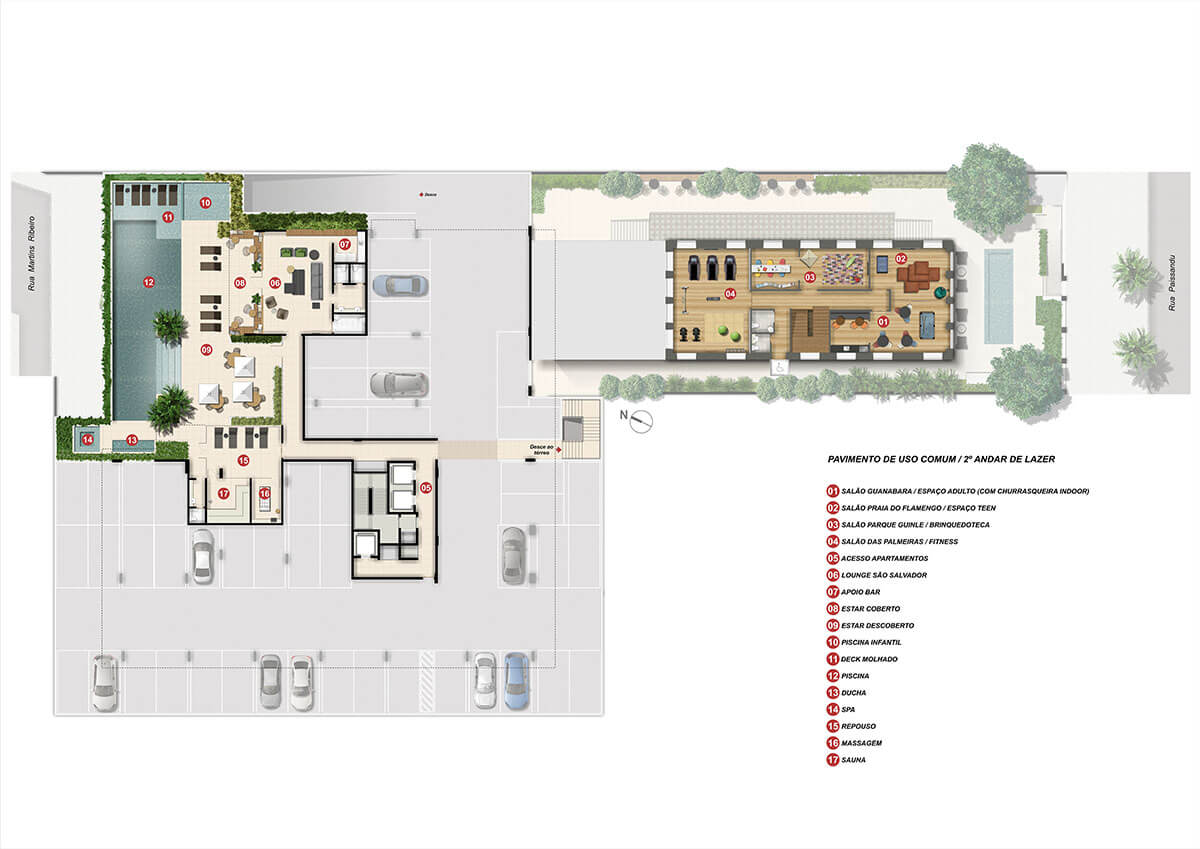 Rua Martins Ribeiro
11
10
12
08
06
07
09
14
13
15
17
16
05
Desce
Desce ao
térreo
04
03
02
01
Rua Paissandu
N
PAVIMENTO DE USO COMUM / 2º ANDAR DE LAZER
01 SALÃO GUANABARA / ESPAÇO ADULTO (COM CHURRASQUEIRA INDOOR)
02 SALÃO PRAIA DO FLAMENGO / ESPAÇO TEEN
03 SALÃO PARQUE GUINLE / BRINQUEDOTECA
04 SALÃO DAS PALMEIRAS / FITNESS
05 ACESSO APARTAMENTOS
06 LOUNGE SÃO SALVADOR
07 APOIO BAR
08 ESTAR COBERTO
09 ESTAR DESCOBERTO
10 PISCINA INFANTIL
11 DECK MOLHADO
12 PISCINA
13 DUCHA
14 SPA
15 REPOUSO
16 MASSAGEM
17 SAUNA